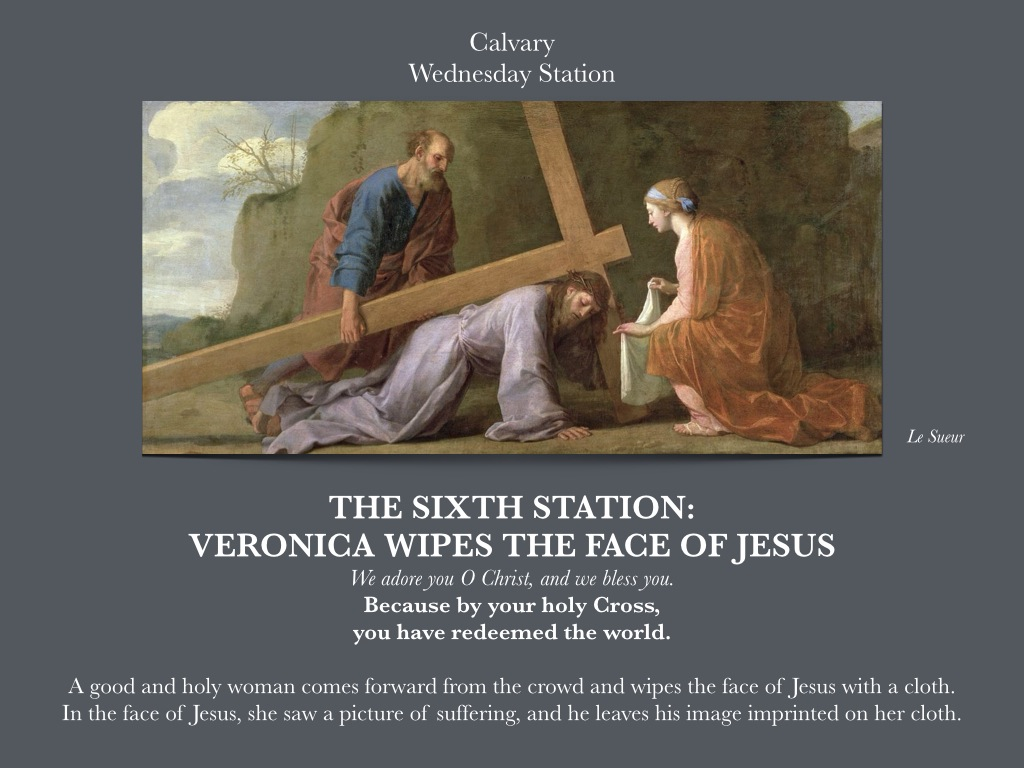 Calvary
Wednesday Station
Le Sueur
THE SIXTH STATION:
VERONICA WIPES THE FACE OF JESUS
We adore you O Christ, and we bless you.
Because by your holy Cross,
you have redeemed the world.
A good and holy woman comes forward from the crowd and wipes the face of Jesus with a cloth.
In the face of Jesus, she saw a picture of suffering, and he leaves his image imprinted on her cloth.